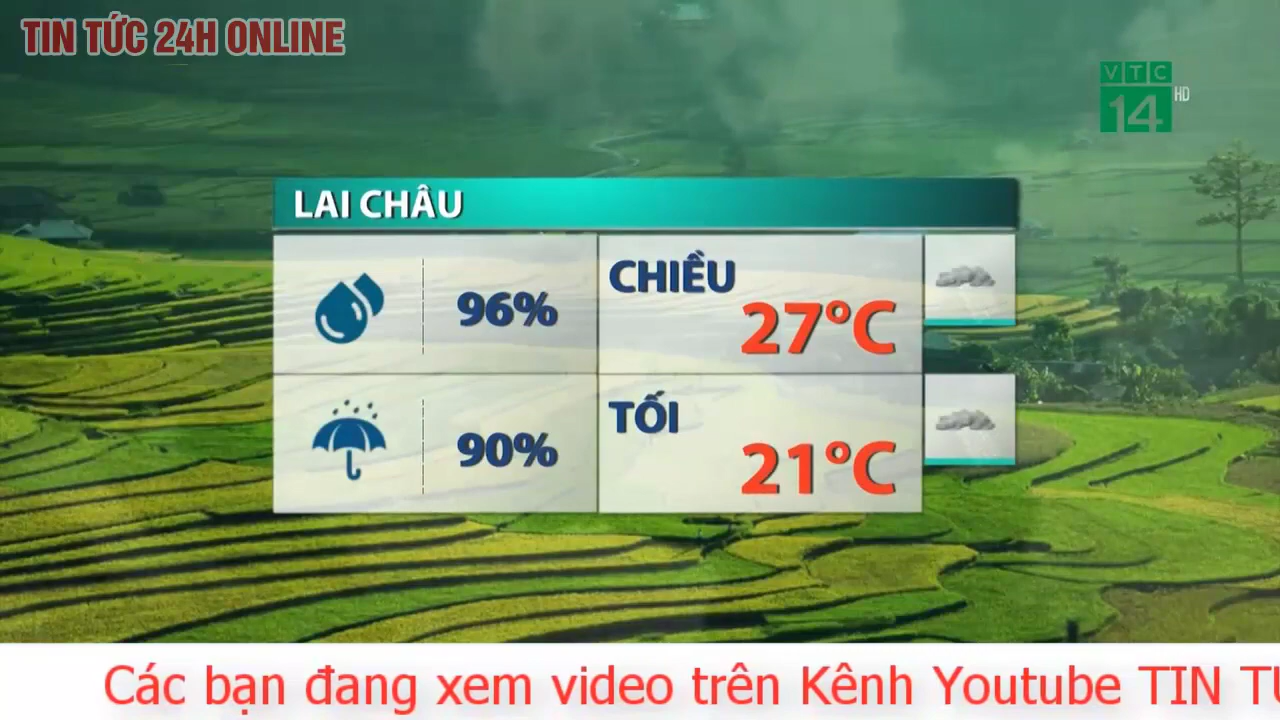 TIN TỨC 24H ONLINE
VTC
14 HD
LAI CHÂU
96%
CHIỀU
27°C
90%
TỐI
21°C
Các bạn đang xem video trên Kênh Youtube TIN